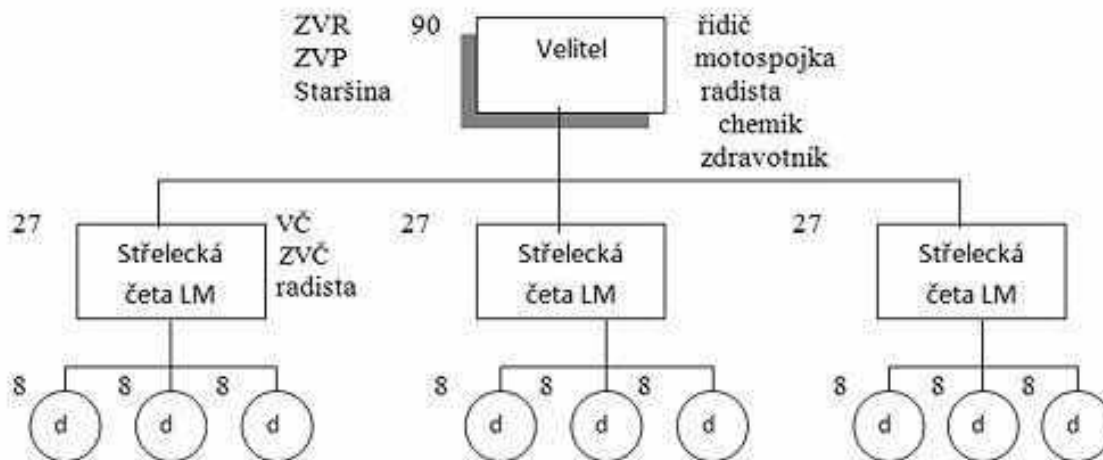 ZVR 90
ZVP
Staršina
Velitel
řidič
motospojka
radista
chemik
zdravotník
27
Střelecká
četa LM
VČ
ZVČ
radista
27
Střelecká
četa LM
27
Střelecká
četa LM
8 8 8
d d d
8 8 8
d d d
8 8 8
d d d